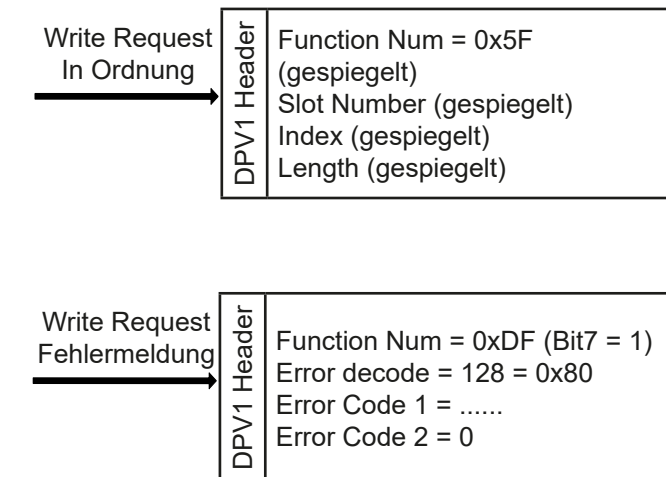 Write Request
In Ordnung
DPV1 Header
Function Num = 0x5F
(gespiegelt)
Slot Number (gespiegelt)
Index (gespiegelt)
Length (gespiegelt)
Write Request
Fehlermeldung
DPV1 Header
Function Num = 0xDF (Bit7 = 1)
Error decode = 128 = 0x80
Error Code 1 = ......
Error Code 2 = 0